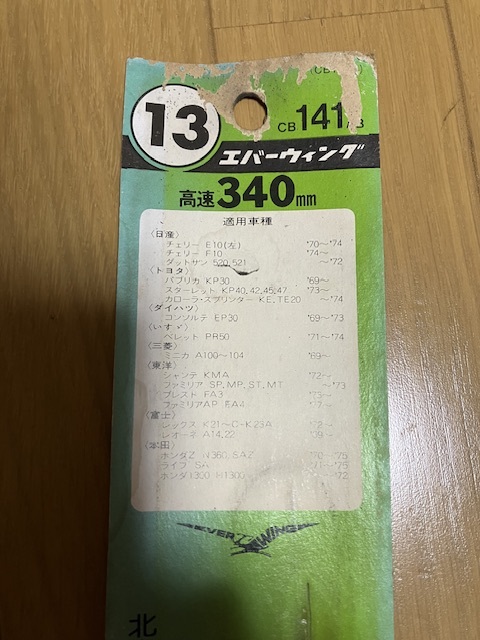 13
CB 141
エバーウィング
高速340mm
適用車種
〈日産〉
チェリー E10(左) '70〜'74
チェリー F10 '74〜
ダットサン 520,521 〜'72
〈トヨタ〉
パブリカ KP30 '69〜
スターレット KP40,42,45,47 '73〜
カローラ・スプリンター KE,TE20 〜'74
〈ダイハツ〉
コンソルテ EP30 '69〜'73
〈いすゞ〉
ベレット PR50 '71〜'74
〈三菱〉
ミニカ A100〜104 '69〜
〈東洋〉
シャンテ KMA '72〜
ファミリア SP,MP,ST,MT 〜'73
プレスト FA3
ファミリアAP
〈富士〉
レックス K21〜 K23A
レオーネ A14,22
〈本田〉
ホンダZ N360,SAZ '70〜'75
ライフ SA '71〜'75
ホンダ1300 H1300 〜'72
EVER WING
北